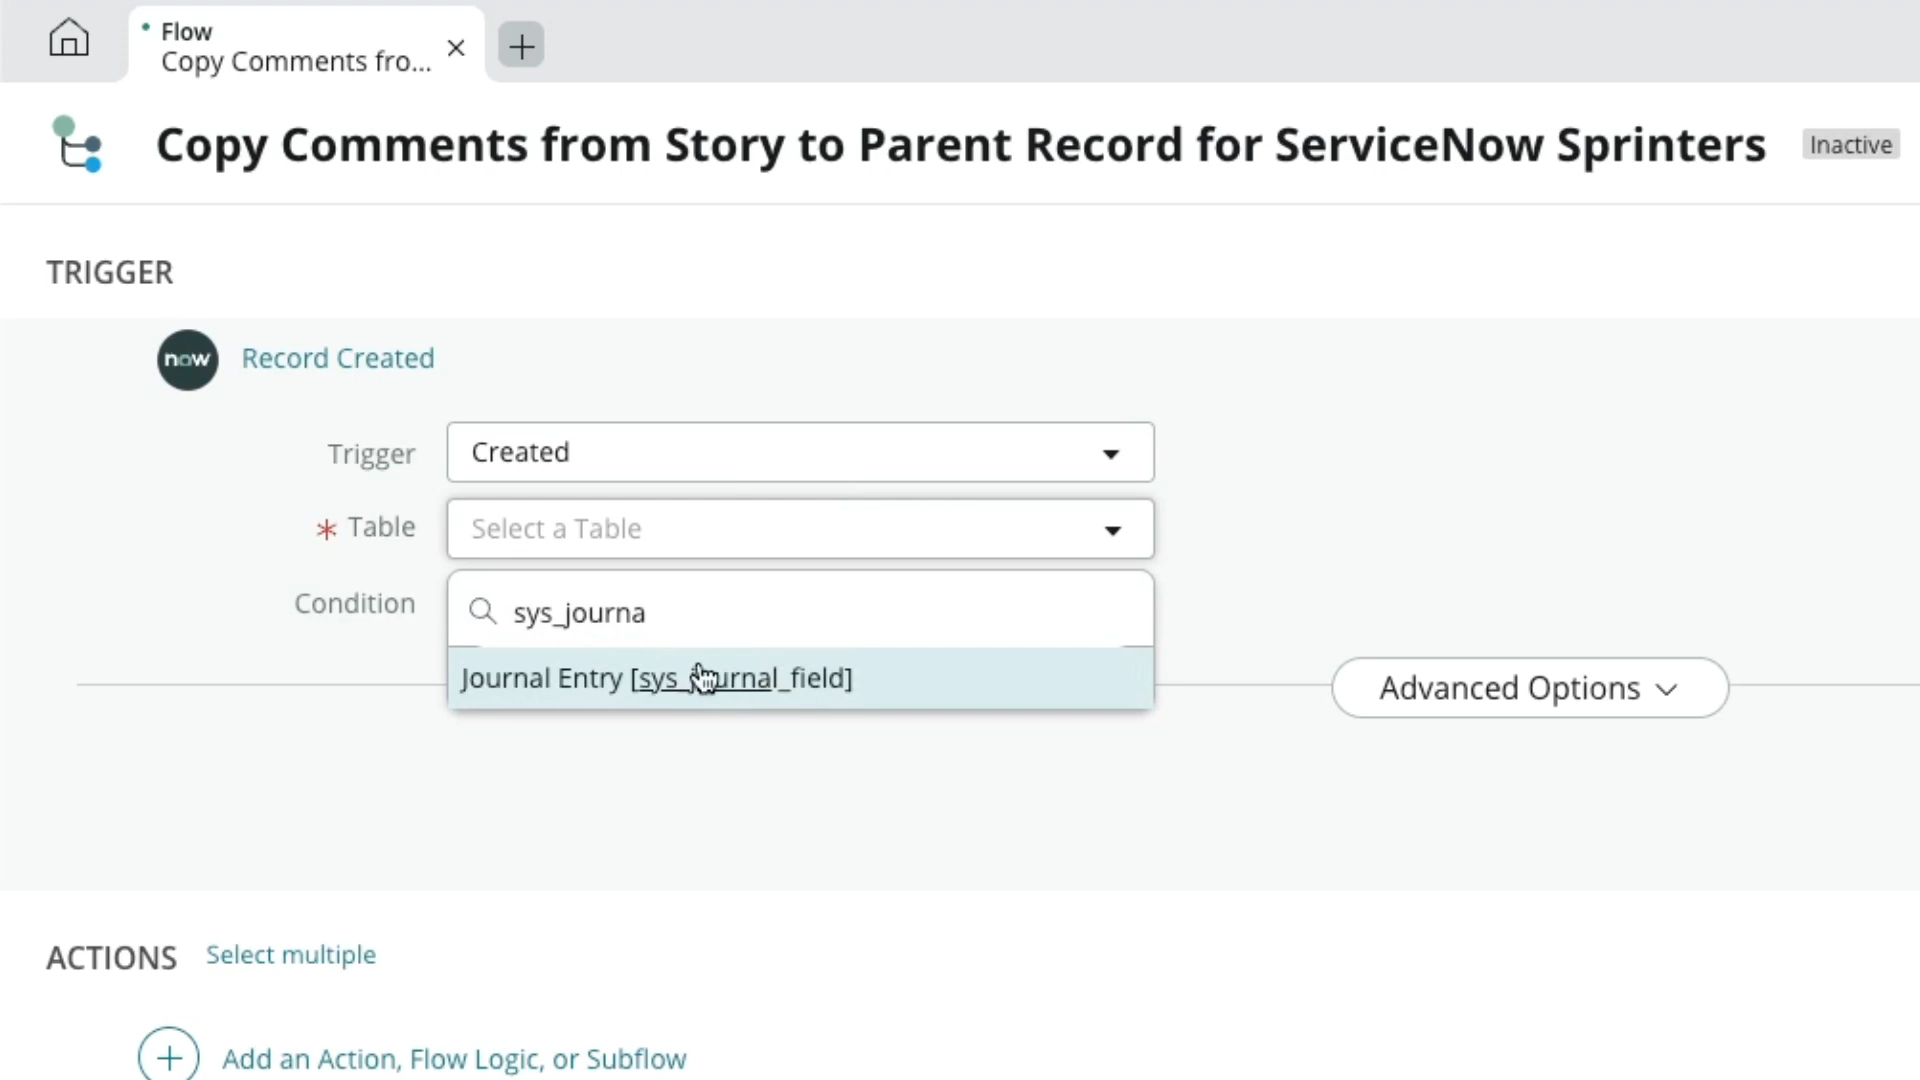 Flow
Copy Comments fro...
Copy Comments from Story to Parent Record for ServiceNow Sprinters
Inactive
TRIGGER
now
Record Created
Trigger
Created
* Table
Select a Table
Condition
sys_journa
Journal Entry [sys_journal_field]
Advanced Options
ACTIONS
Select multiple
Add an Action, Flow Logic, or Subflow